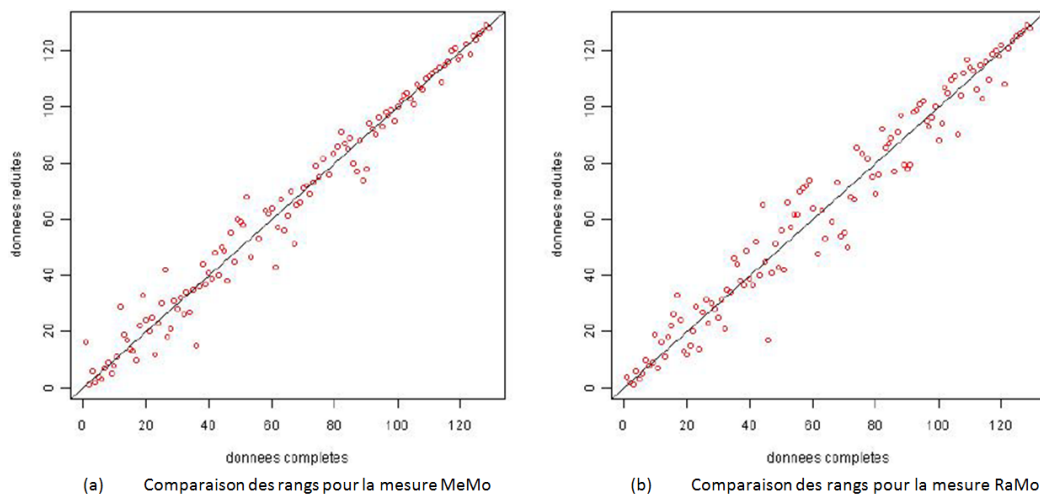 120
100
80
60
40
20
0
donnees reduites
0 20 40 60 80 100 120
donnees completes
(a) Comparaison des rangs pour la mesure MeMo
120
100
80
60
40
20
0
donnees reduites
0 20 40 60 80 100 120
donnees completes
(b) Comparaison des rangs pour la mesure RaMo